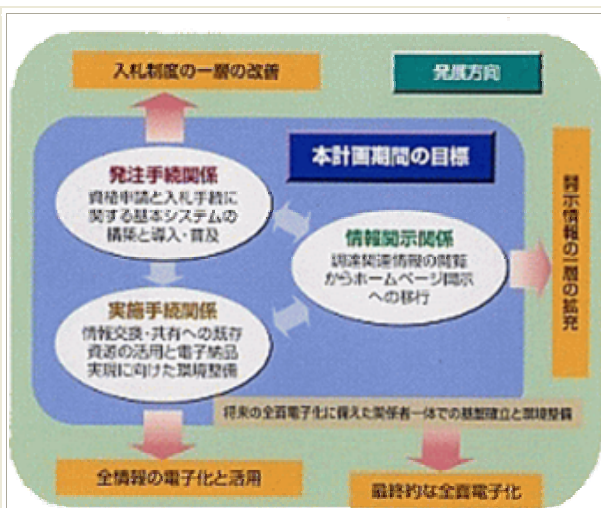 入札制度の一層の改善
発展方向
本計画期間の目標
発注手続関係
資格申請と入札手続に
関する基本システムの
構築と導入・普及
情報開示関係
調達関連情報の閲覧
からホームページ開示
への移行
開示情報の一層の拡充
実施手続関係
情報交換・共有への既存
資源の活用と電子納品
実現に向けた環境整備
将来の全面電子化に備えた関係者一体での基盤確立と環境整備
全情報の電子化と活用
最終的な全面電子化